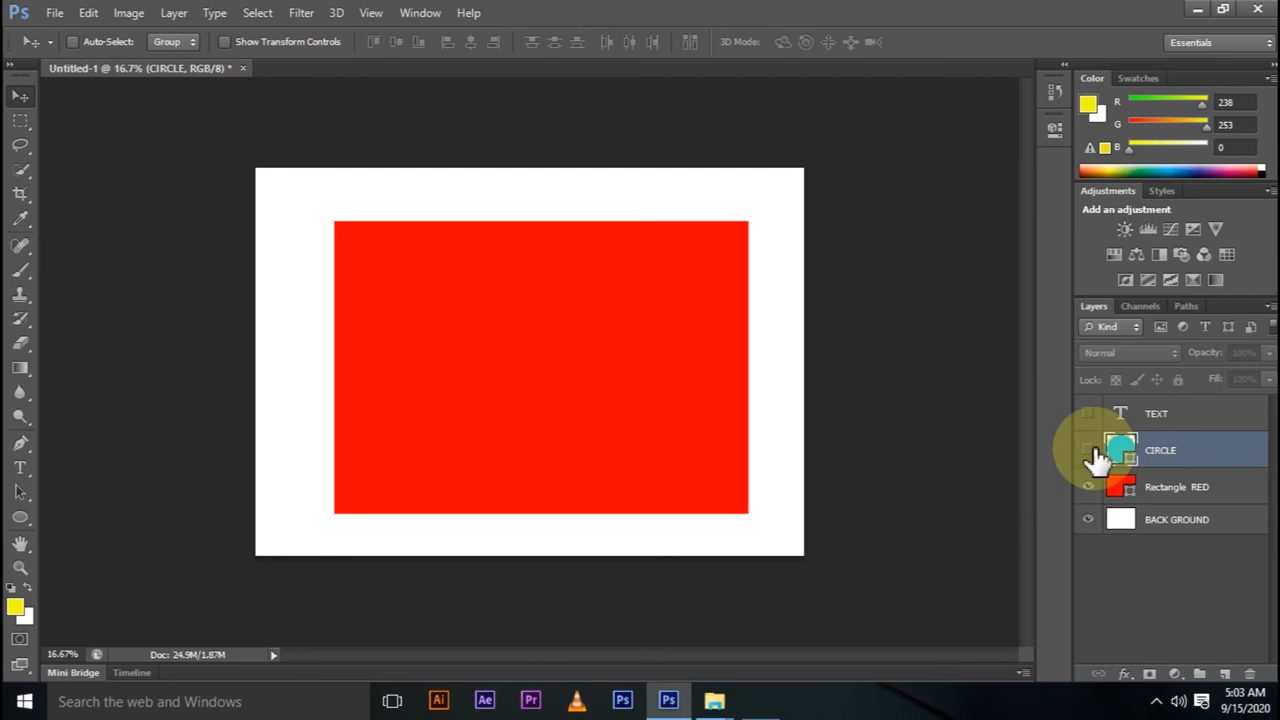 Ps File Edit Image Layer Type Select Filter 3D View Window Help
Auto-Select: Group Show Transform Controls 3D Mode: Essentials
Untitled-1 @ 16.7% (CIRCLE, RGB/8) * ×
Color Swatches
R 238
G 253
B 0
Adjustments Styles
Add an adjustment
Layers Channels Paths
Kind
Normal Opacity: 100%
Lock: Fill: 100%
T TEXT
CIRCLE
Rectangle RED
BACK GROUND
16.67% Doc: 24.9M/1.87M
Mini Bridge Timeline
Search the web and Windows Ai Ae Pr Ps Ps 5:03 AM
9/15/2020